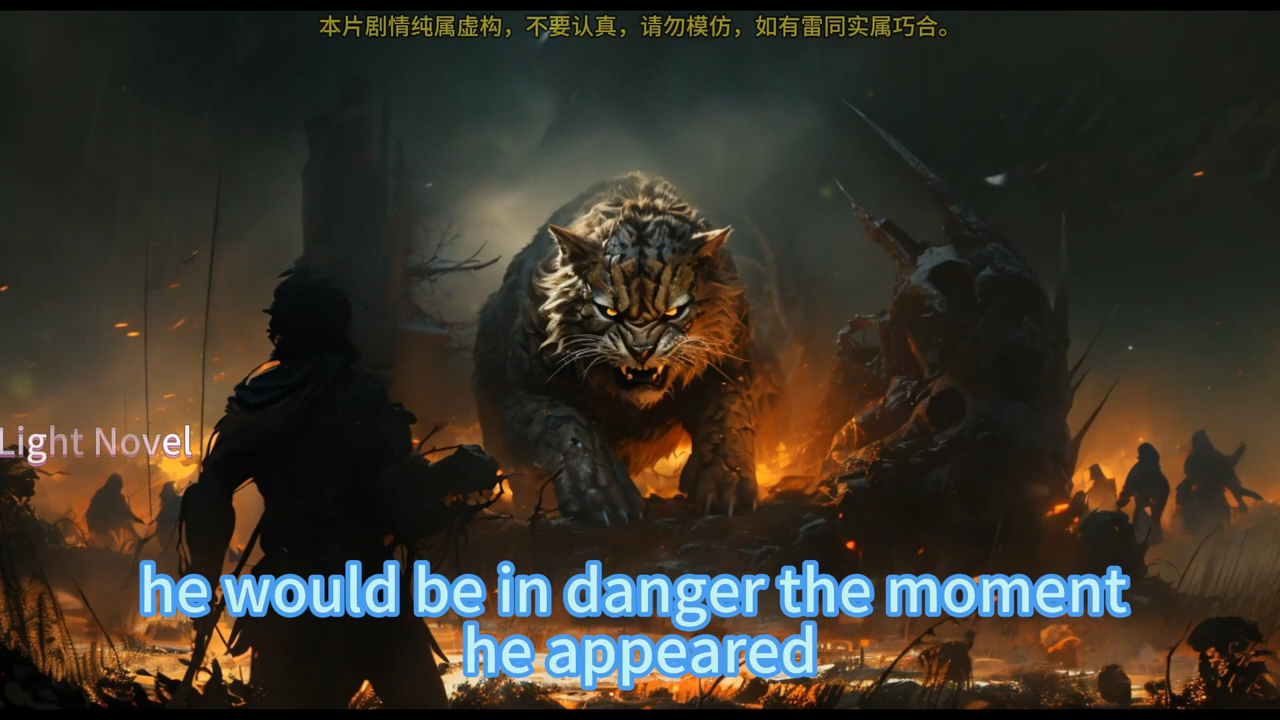 本片剧情纯属虚构，不要认真，请勿模仿，如有雷同实属巧合。
Light Novel
he would be in danger the moment
he appeared